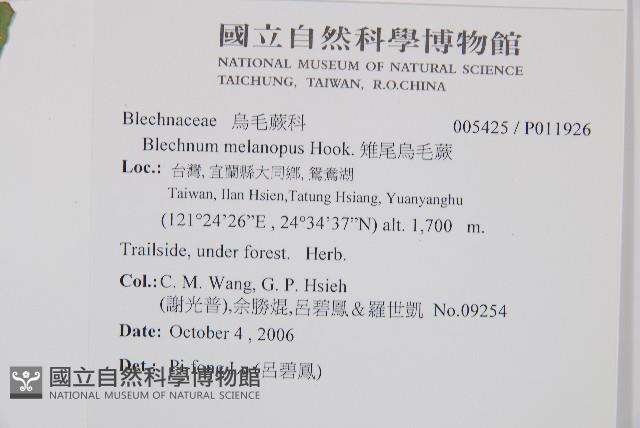 國立自然科學博物館
NATIONAL MUSEUM OF NATURAL SCIENCE
TAICHUNG, TAIWAN, R.O.CHINA
Blechnaceae 烏毛蕨科 005425 / P011926
Blechnum melanopus Hook. 雉尾烏毛蕨
Loc.: 台灣, 宜蘭縣大同鄉, 鴛鴦湖
Taiwan, Ilan Hsien,Tatung Hsiang, Yuanyanghu
(121°24'26”E , 24°34'37”N) alt. 1,700 m.
Trailside, under forest. Herb.
Col.: C. M. Wang, G. P. Hsieh
(謝光普),余勝焜,呂碧鳳＆羅世凱 No.09254
Date: October 4 , 2006
Det.: Pi-fong Lu (呂碧鳳)
國立自然科學博物館
NATIONAL MUSEUM OF NATURAL SCIENCE